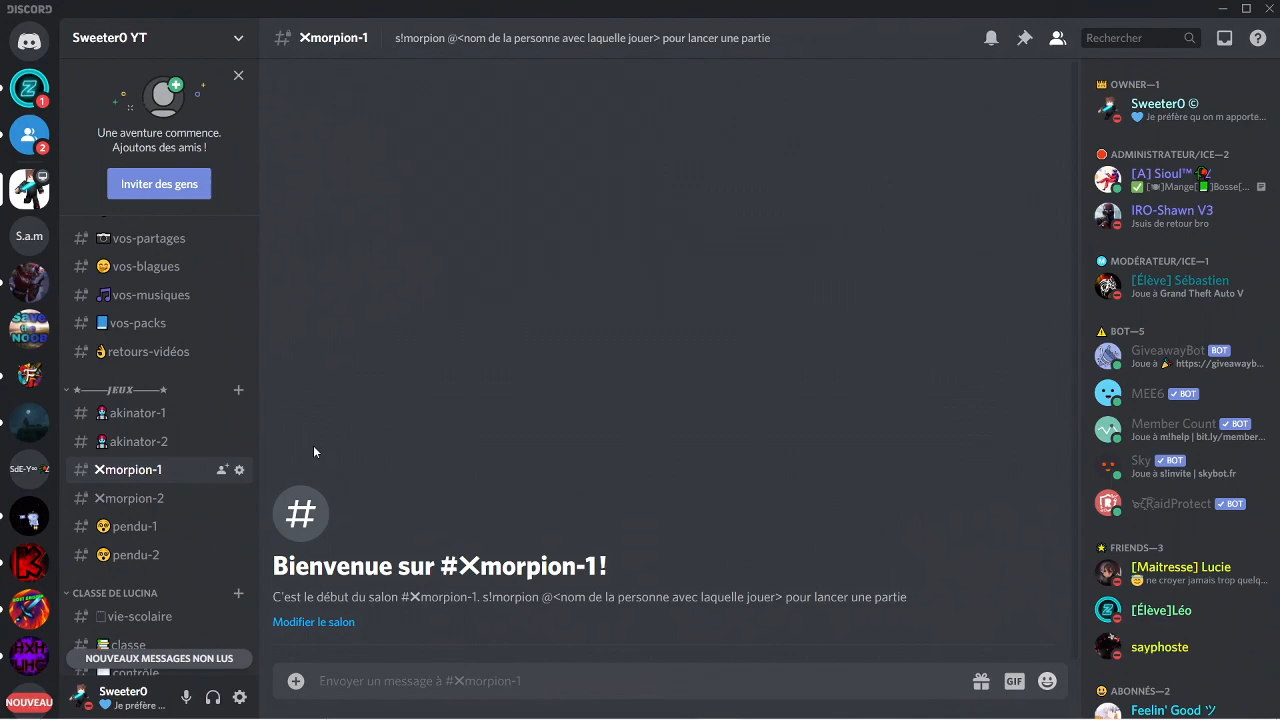 DISCORD
Sweeter0 YT
❌morpion-1
s!morpion @<nom de la personne avec laquelle jouer> pour lancer une partie
Rechercher
Une aventure commence.
Ajoutons des amis !
Inviter des gens
S.a.m
SdE-Y∞
NOUVEAU
1
2
📷vos-partages
😊vos-blagues
🎵vos-musiques
📘vos-packs
👌retours-vidéos
★———JEUX———★
akinator-1
akinator-2
❌morpion-1
❌morpion-2
pendu-1
pendu-2
CLASSE DE LUCINA
vie-scolaire
📚classe
contrôle
NOUVEAUX MESSAGES NON LUS
Sweeter0
💙 Je préfère ...
Bienvenue sur #❌morpion-1!
C'est le début du salon #❌morpion-1. s!morpion @<nom de la personne avec laquelle jouer> pour lancer une partie
Modifier le salon
Envoyer un message à #❌morpion-1
GIF
OWNER—1
Sweeter0 ©
💙 Je préfère qu on m apporte...
ADMINISTRATEUR/ICE—2
[A] Sioul™
✅ [🍽]Mange[📗]Bosse[...
IRO-Shawn V3
Jsuis de retour bro
MODÉRATEUR/ICE—1
[Élève] Sébastien
Joue à Grand Theft Auto V
BOT—5
GiveawayBot BOT
Joue à 🎉 https://giveawayb...
MEE6 ✔BOT
Member Count ✔BOT
Joue à m!help | bit.ly/member...
Sky ✔BOT
Joue à s!invite | skybot.fr
RaidProtect ✔BOT
FRIENDS—3
[Maitresse] Lucie
😇 ne croyer jamais trop quelq...
[Élève]Léo
sayphoste
ABONNÉS—2
Feelin' Good ツ